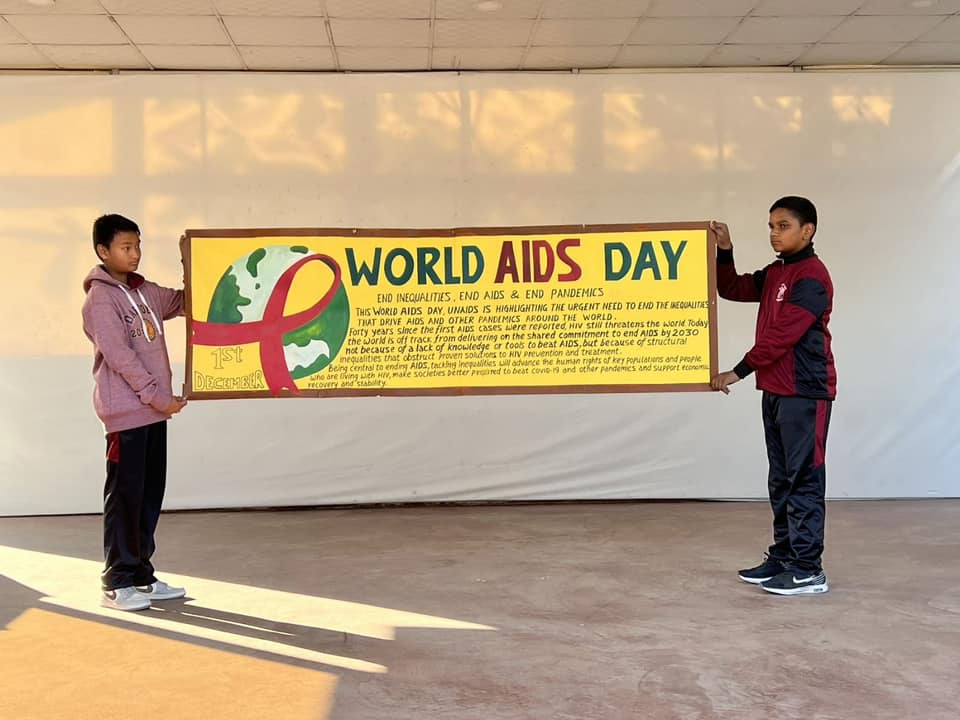 WORLD AIDS DAY
END INEQUALITIES, END AIDS & END PANDEMICS
THIS WORLD AIDS DAY, UNAIDS IS HIGHLIGHTING THE URGENT NEED TO END THE INEQUALITIES
THAT DRIVE AIDS AND OTHER PANDEMICS AROUND THE WORLD.
Forty years since the first AIDS cases were reported, HIV still threatens the world. Today
the world is off track from delivering on the shared commitment to end AIDS by 2030
not because of a lack of knowledge or tools to beat AIDS, but because of structural
inequalities that obstruct proven solutions to HIV prevention and treatment.
Being central to ending AIDS, tackling inequalities will advance the human rights of key populations and people
who are living with HIV, make societies better prepared to beat covid-19 and other pandemics and support economic
recovery and stability.
1st
DECEMBER